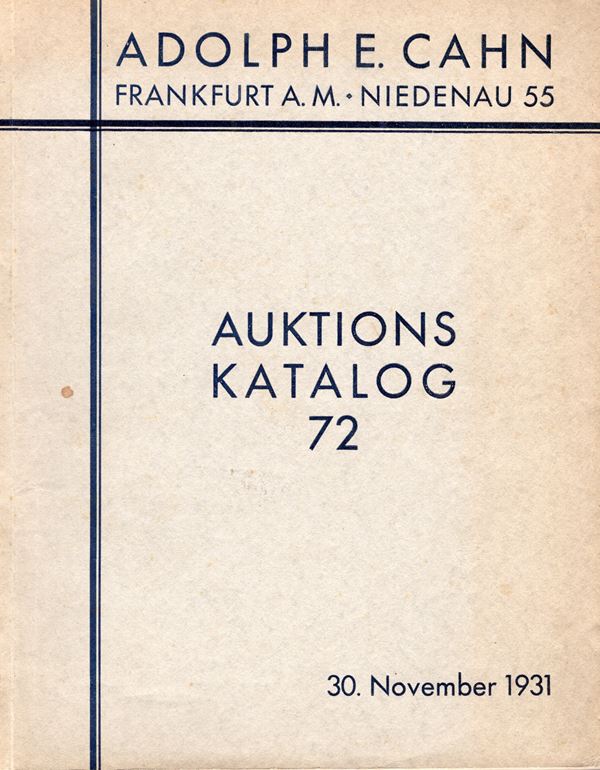 ADOLPH E. CAHN
FRANKFURT A. M. • NIEDENAU 55
AUKTIONS
KATALOG
72
30. November 1931